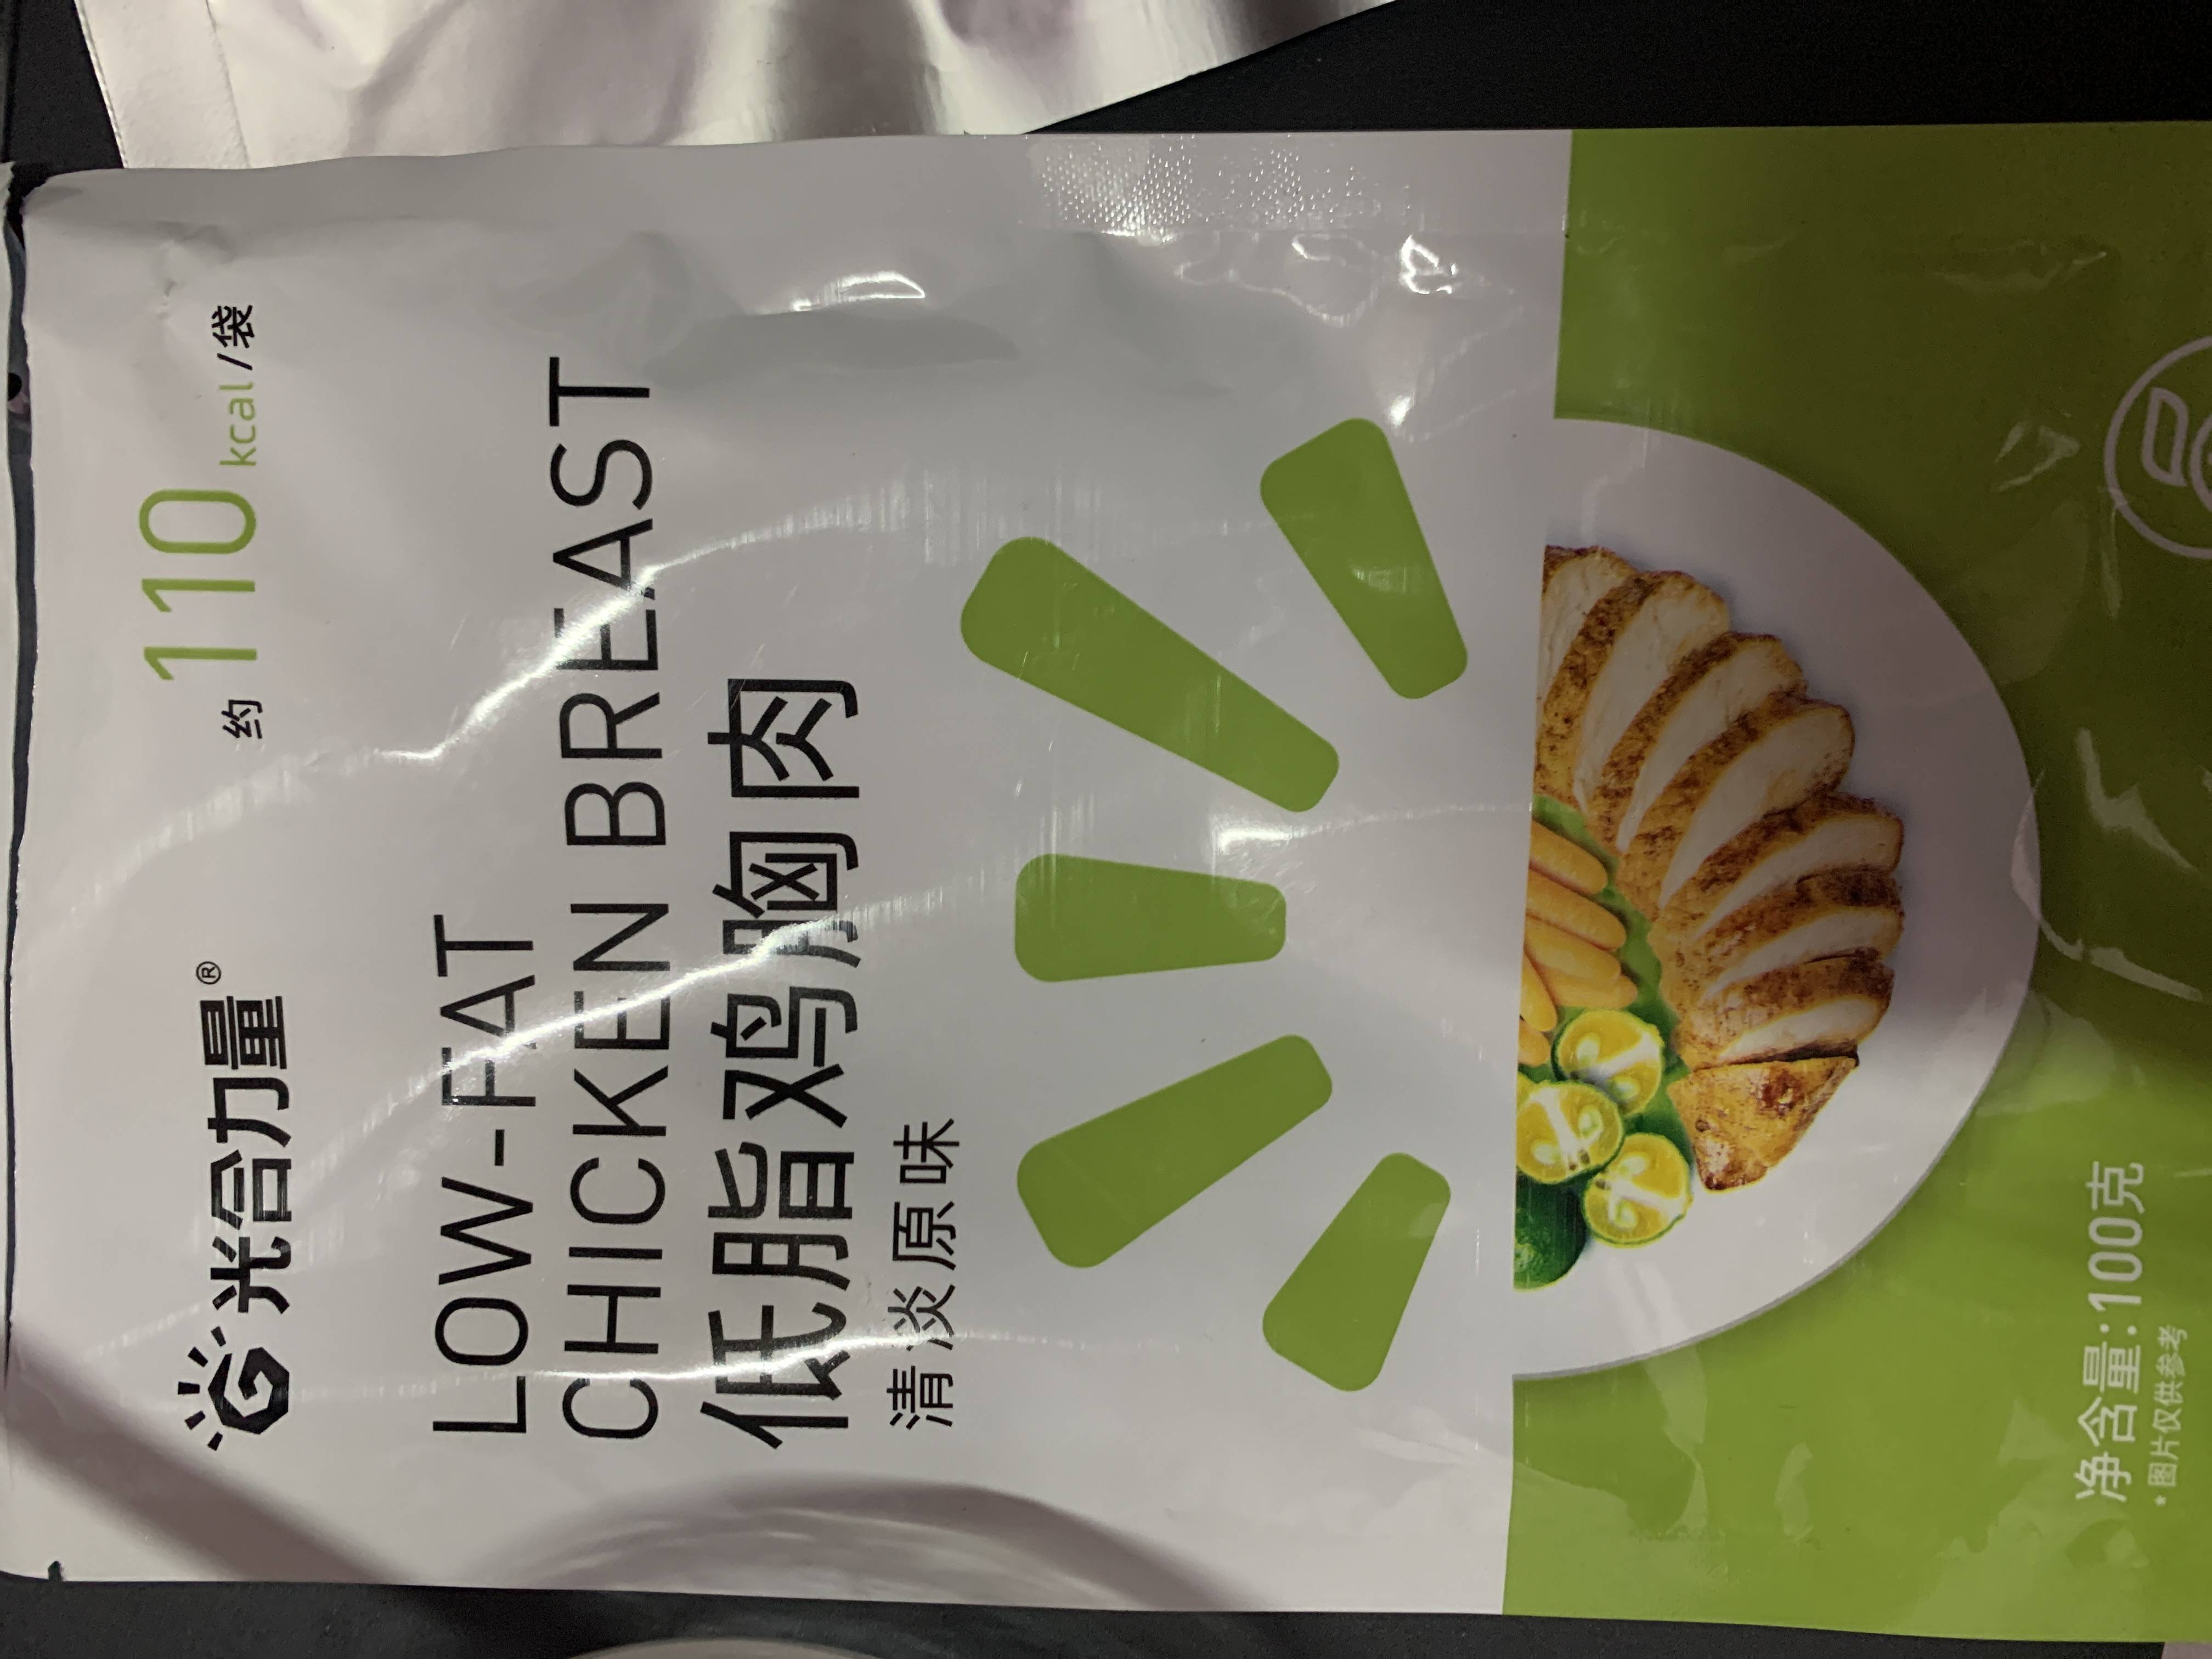 光合力量®
约110kcal/袋
LOW-FAT
CHICKEN BREAST
低脂鸡胸肉
清淡原味
净含量:100克
*图片仅供参考